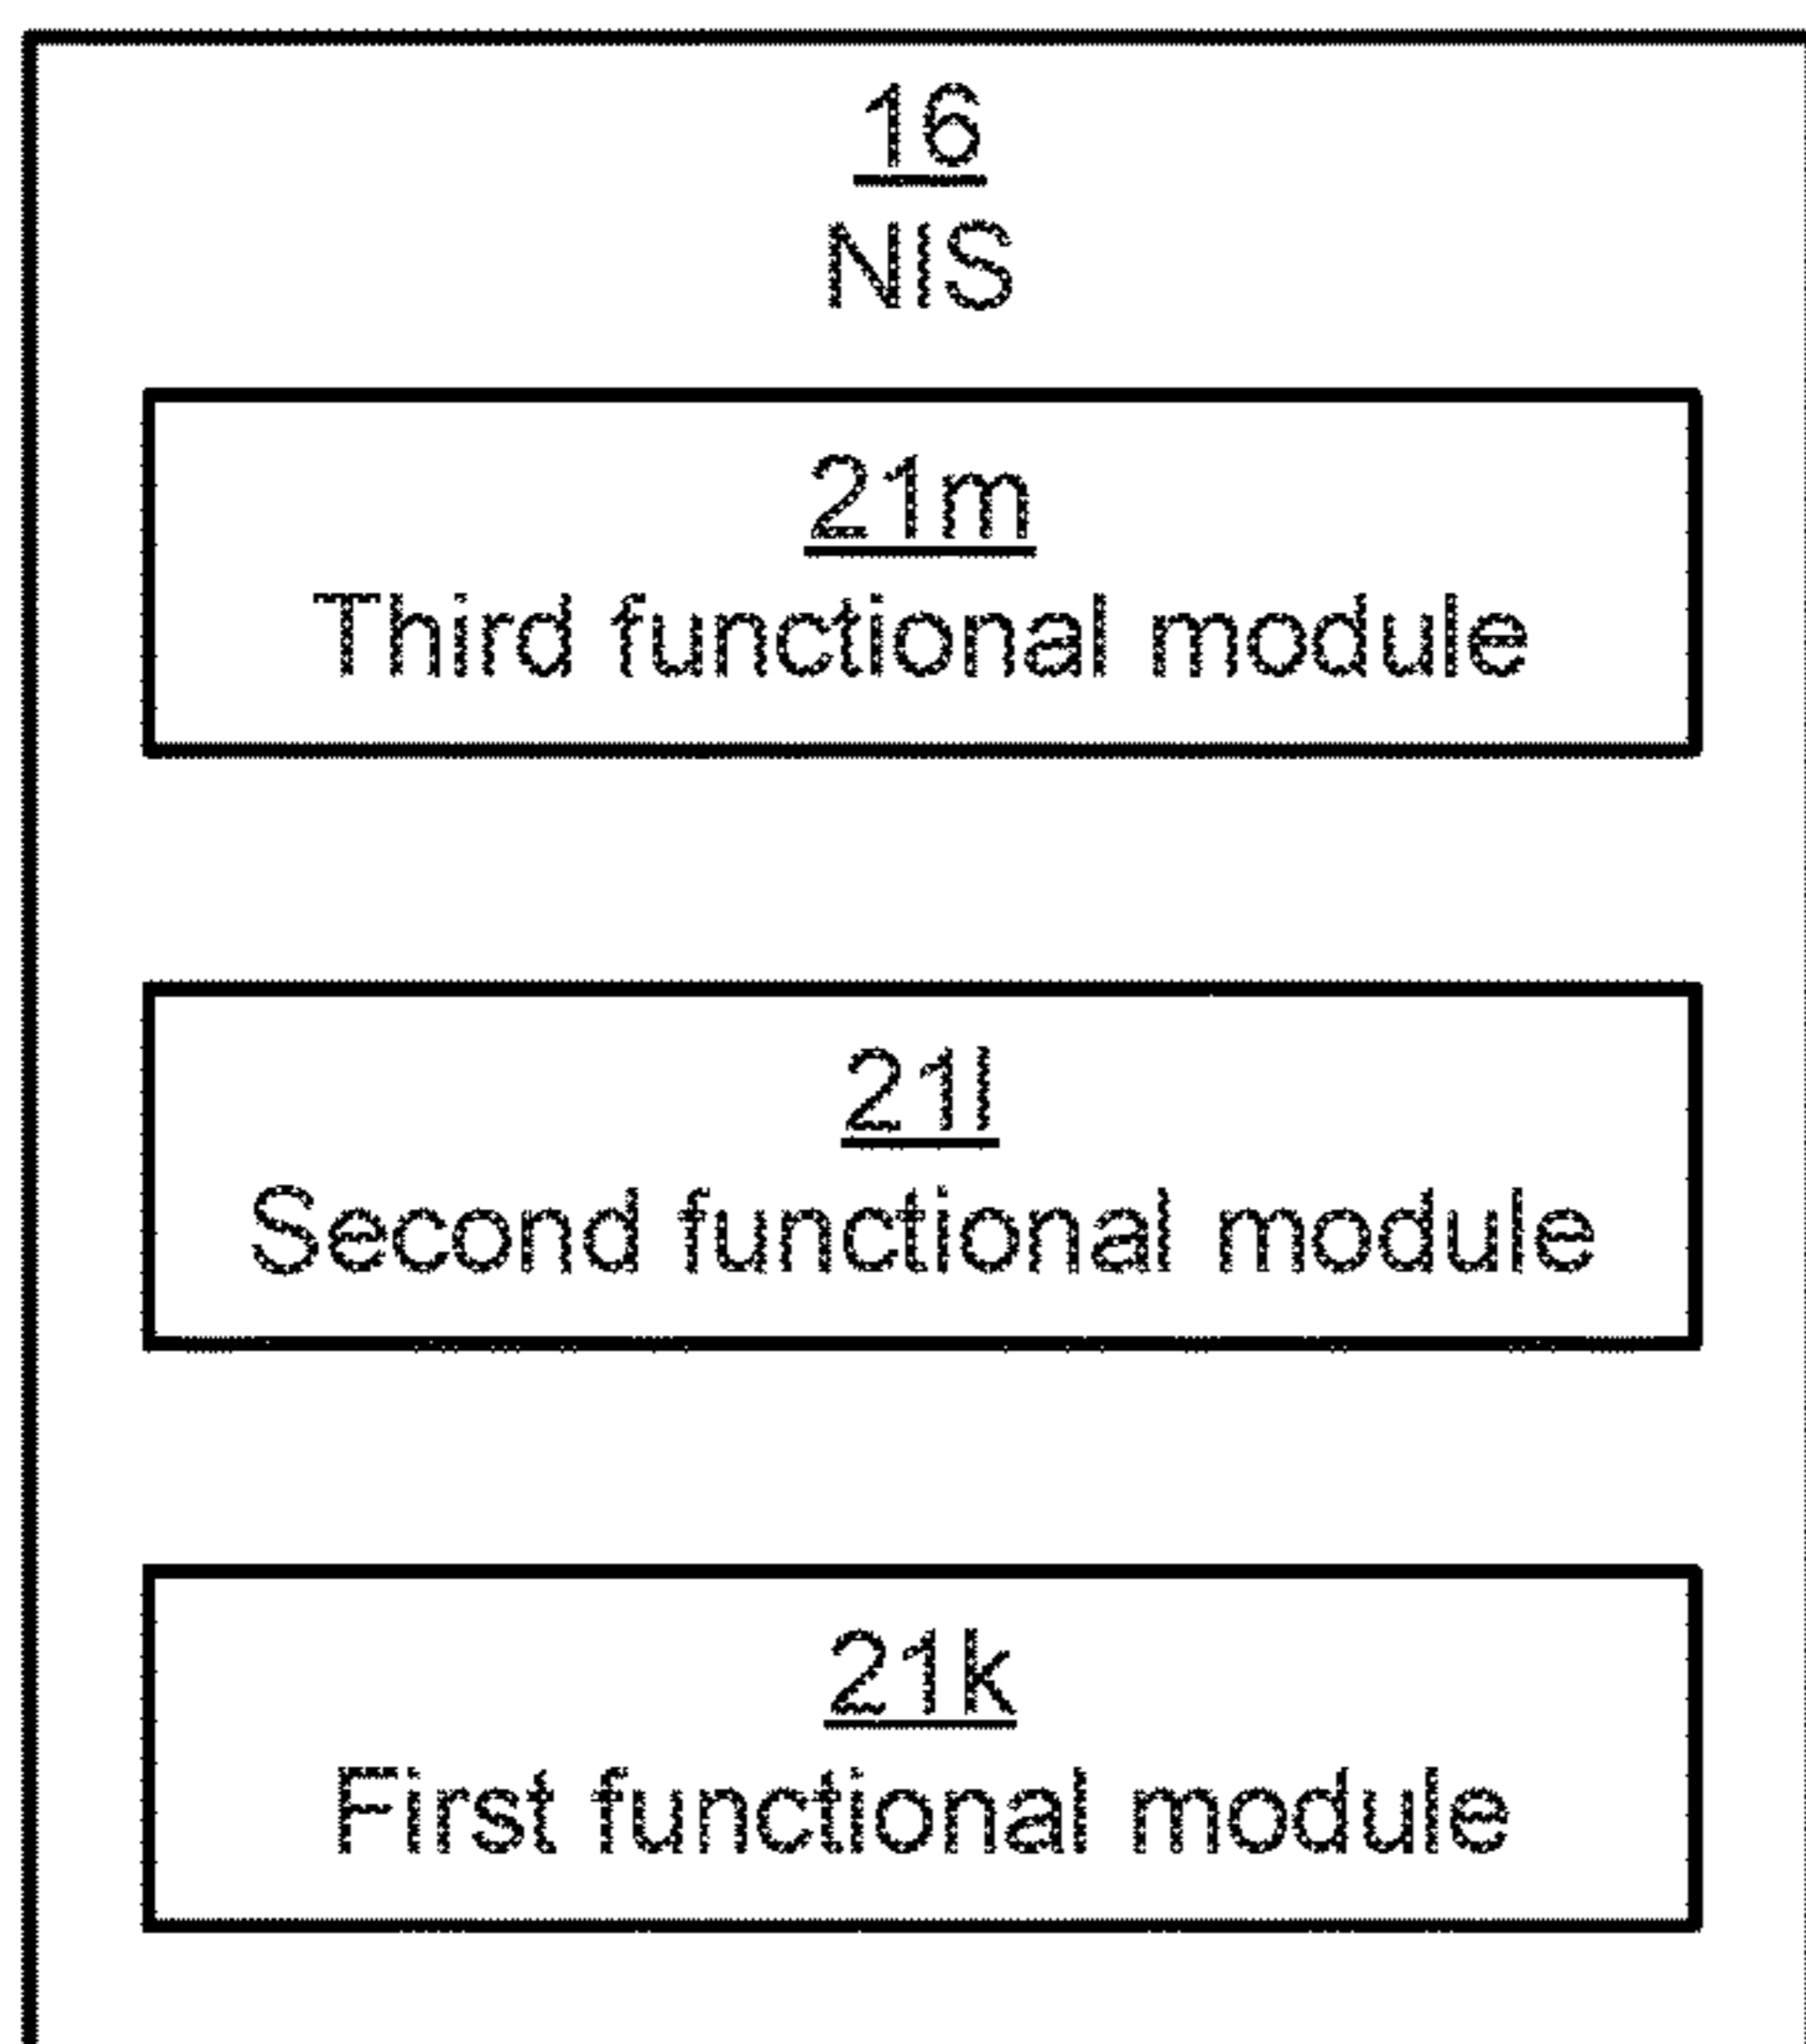 16
NIS
21m
Third functional module
21l
Second functional module
21k
First functional module